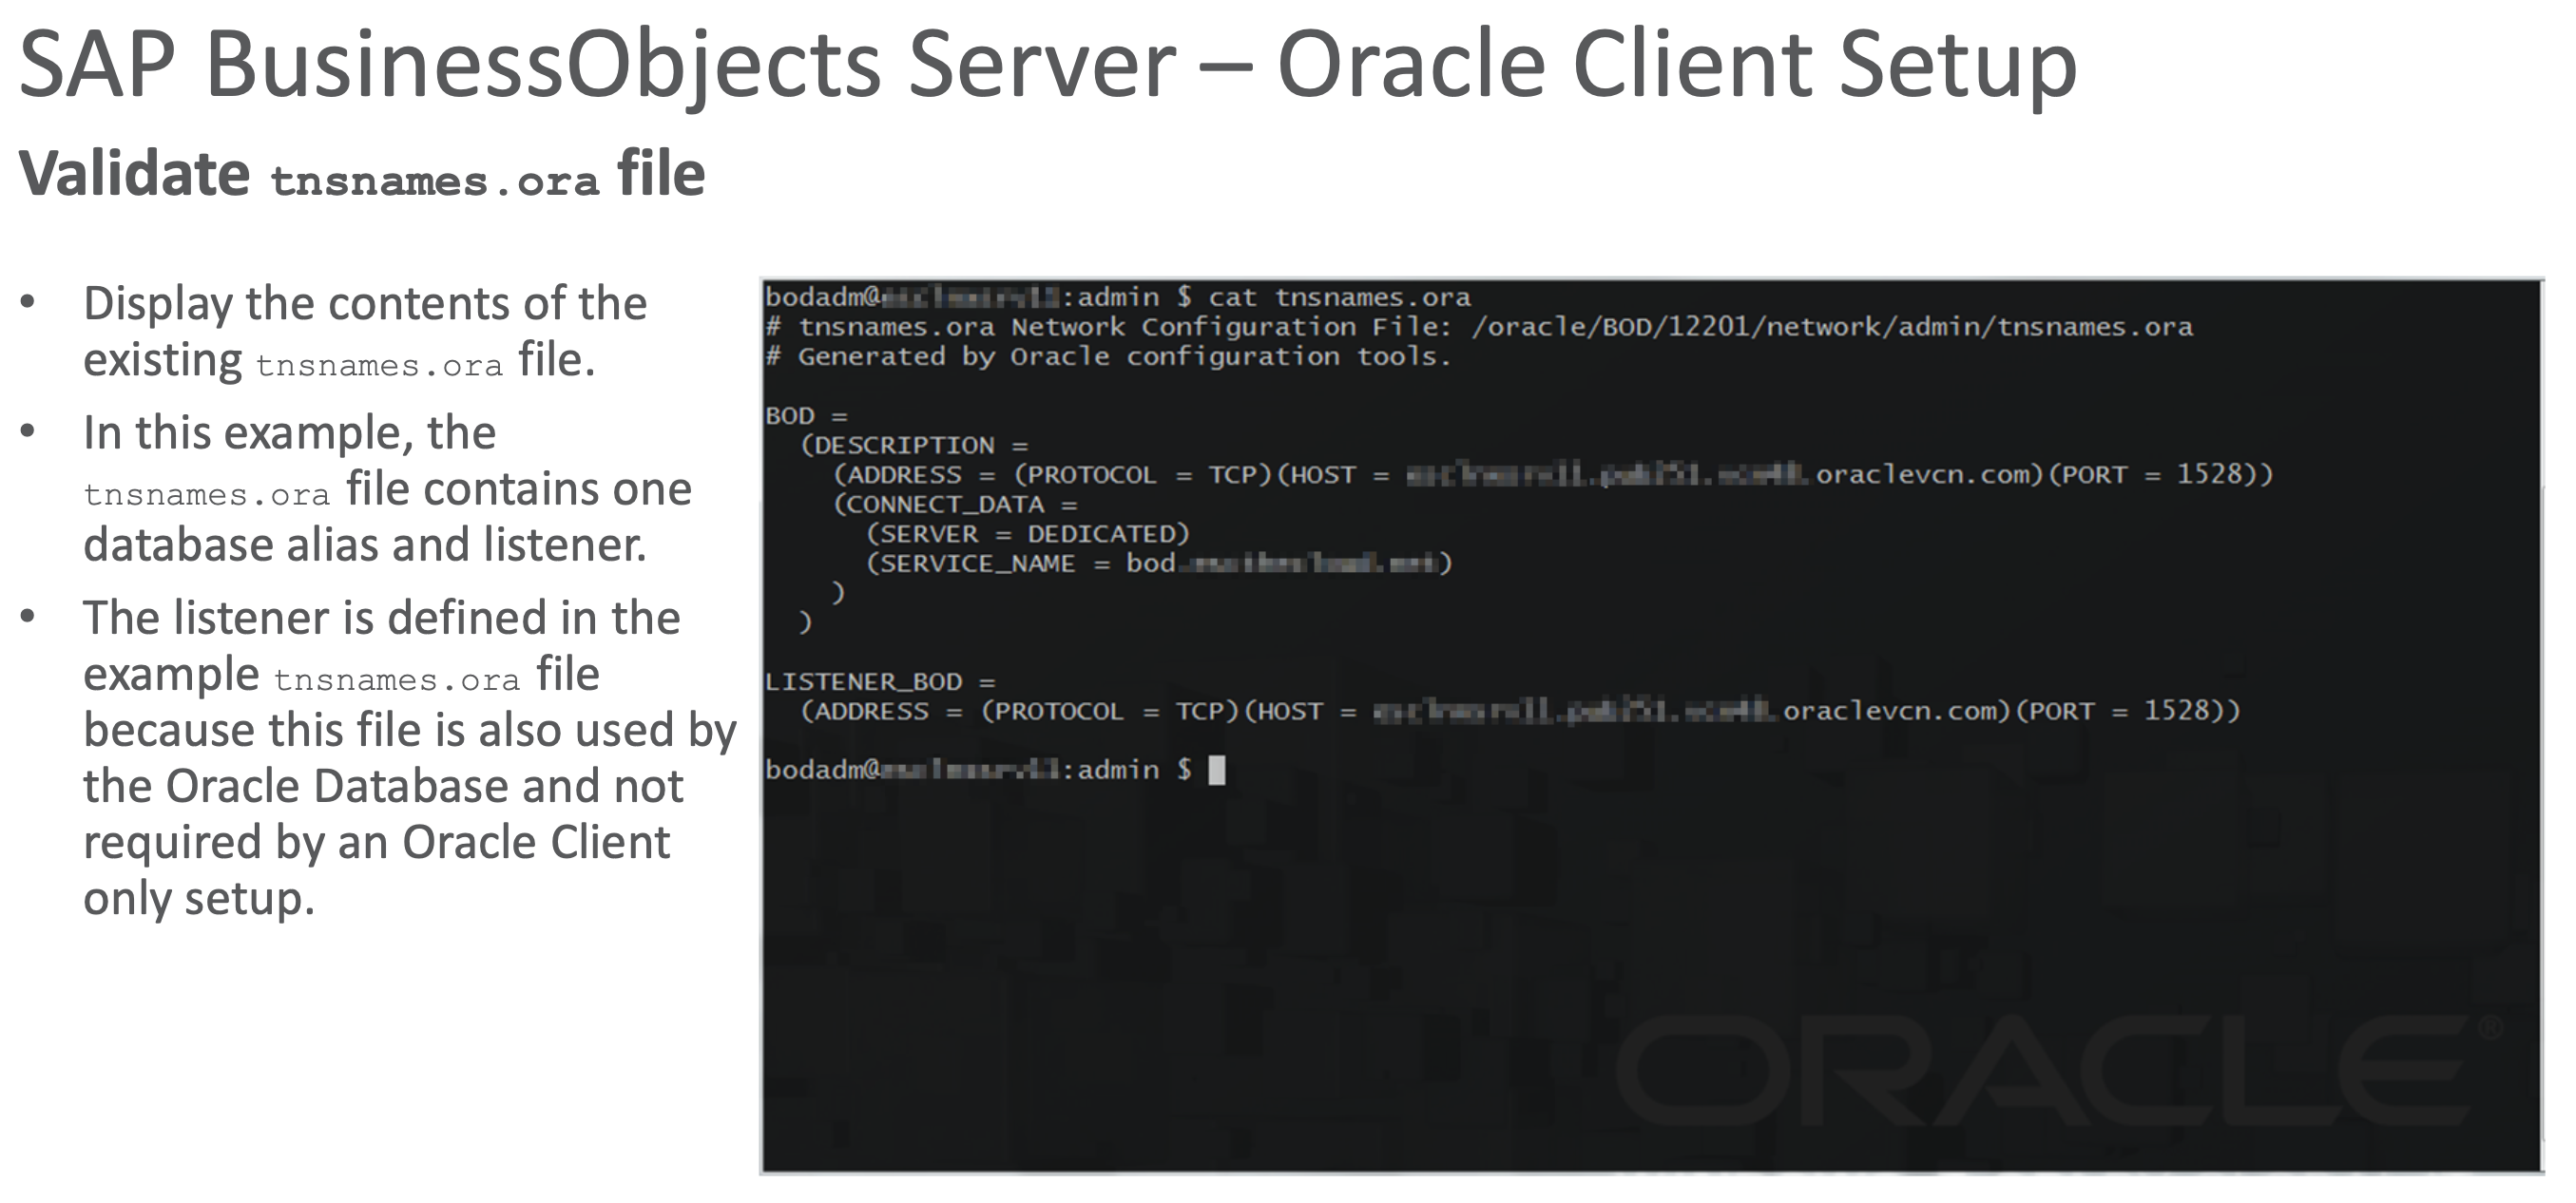 SAP BusinessObjects Server – Oracle Client Setup
Validate tnsnames.ora file
• Display the contents of the
existing tnsnames.ora file.
• In this example, the
tnsnames.ora file contains one
database alias and listener.
• The listener is defined in the
example tnsnames.ora file
because this file is also used by
the Oracle Database and not
required by an Oracle Client
only setup.
bodadm@:admin $ cat tnsnames.ora
# tnsnames.ora Network Configuration File: /oracle/BOD/12201/network/admin/tnsnames.ora
# Generated by Oracle configuration tools.
BOD =
(DESCRIPTION =
(ADDRESS = (PROTOCOL = TCP)(HOST = .oraclevcn.com)(PORT = 1528))
(CONNECT_DATA =
(SERVER = DEDICATED)
(SERVICE_NAME = bod.)
)
)
LISTENER_BOD =
(ADDRESS = (PROTOCOL = TCP)(HOST = .oraclevcn.com)(PORT = 1528))
bodadm@:admin $
ORACLE®